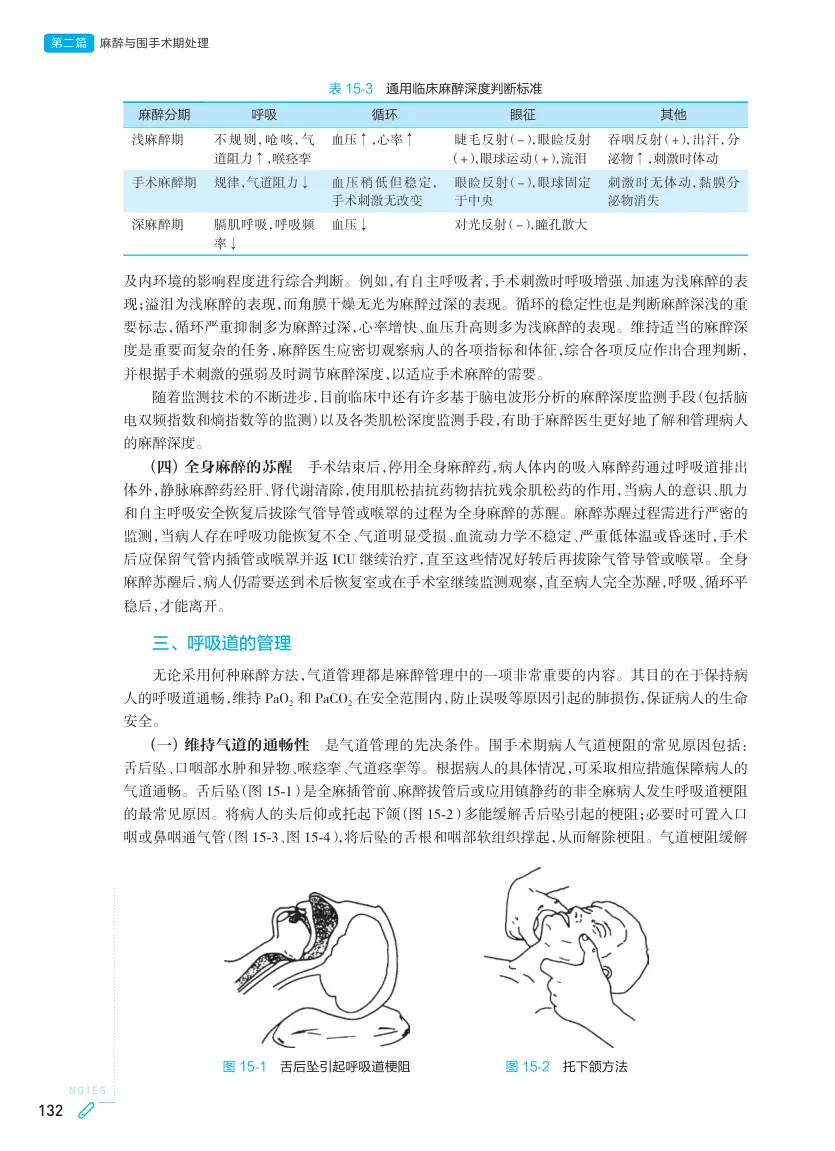 第二篇 麻醉与围手术期处理
表 15-3 通用临床麻醉深度判断标准
麻醉分期 呼吸 循环 眼征 其他
浅麻醉期 不规则,呛咳,气 血压↑,心率↑ 睫毛反射(-),眼睑反射 吞咽反射(+),出汗,分
道阻力↑,喉痉挛 (+),眼球运动(+),流泪 泌物↑,刺激时体动
手术麻醉期 规律,气道阻力↓ 血压稍低但稳定, 眼睑反射(-),眼球固定 刺激时无体动,黏膜分
手术刺激无改变 于中央 泌物消失
深麻醉期 膈肌呼吸,呼吸频 血压↓ 对光反射(-),瞳孔散大
率↓
及内环境的影响程度进行综合判断。例如,有自主呼吸者,手术刺激时呼吸增强、加速为浅麻醉的表
现;溢泪为浅麻醉的表现,而角膜干燥无光为麻醉过深的表现。循环的稳定性也是判断麻醉深浅的重
要标志,循环严重抑制多为麻醉过深,心率增快、血压升高则多为浅麻醉的表现。维持适当的麻醉深
度是重要而复杂的任务,麻醉医生应密切观察病人的各项指标和体征,综合各项反应作出合理判断,
并根据手术刺激的强弱及时调节麻醉深度,以适应手术麻醉的需要。
随着监测技术的不断进步,目前临床中还有许多基于脑电波形分析的麻醉深度监测手段(包括脑
电双频指数和熵指数等的监测)以及各类肌松深度监测手段,有助于麻醉医生更好地了解和管理病人
的麻醉深度。
(四)全身麻醉的苏醒 手术结束后,停用全身麻醉药,病人体内的吸入麻醉药通过呼吸道排出
体外,静脉麻醉药经肝、肾代谢清除,使用肌松拮抗药物拮抗残余肌松药的作用,当病人的意识、肌力
和自主呼吸安全恢复后拔除气管导管或喉罩的过程为全身麻醉的苏醒。麻醉苏醒过程需进行严密的
监测,当病人存在呼吸功能恢复不全、气道明显受损、血流动力学不稳定、严重低体温或昏迷时,手术
后应保留气管内插管或喉罩并返 ICU 继续治疗,直至这些情况好转后再拔除气管导管或喉罩。全身
麻醉苏醒后,病人仍需要送到术后恢复室或在手术室继续监测观察,直至病人完全苏醒,呼吸、循环平
稳后,才能离开。
三、呼吸道的管理
无论采用何种麻醉方法,气道管理都是麻醉管理中的一项非常重要的内容。其目的在于保持病
人的呼吸道通畅,维持 PaO₂ 和 PaCO₂ 在安全范围内,防止误吸等原因引起的肺损伤,保证病人的生命
安全。
(一)维持气道的通畅性 是气道管理的先决条件。围手术期病人气道梗阻的常见原因包括:
舌后坠、口咽部水肿和异物、喉痉挛、气道痉挛等。根据病人的具体情况,可采取相应措施保障病人的
气道通畅。舌后坠(图 15-1)是全麻插管前、麻醉拔管后或应用镇静药的非全麻病人发生呼吸道梗阻
的最常见原因。将病人的头后仰或托起下颌(图 15-2)多能缓解舌后坠引起的梗阻;必要时可置入口
咽或鼻咽通气管(图 15-3、图 15-4),将后坠的舌根和咽部软组织撑起,从而解除梗阻。气道梗阻缓解
图 15-1 舌后坠引起呼吸道梗阻
图 15-2 托下颌方法
NOTES
132